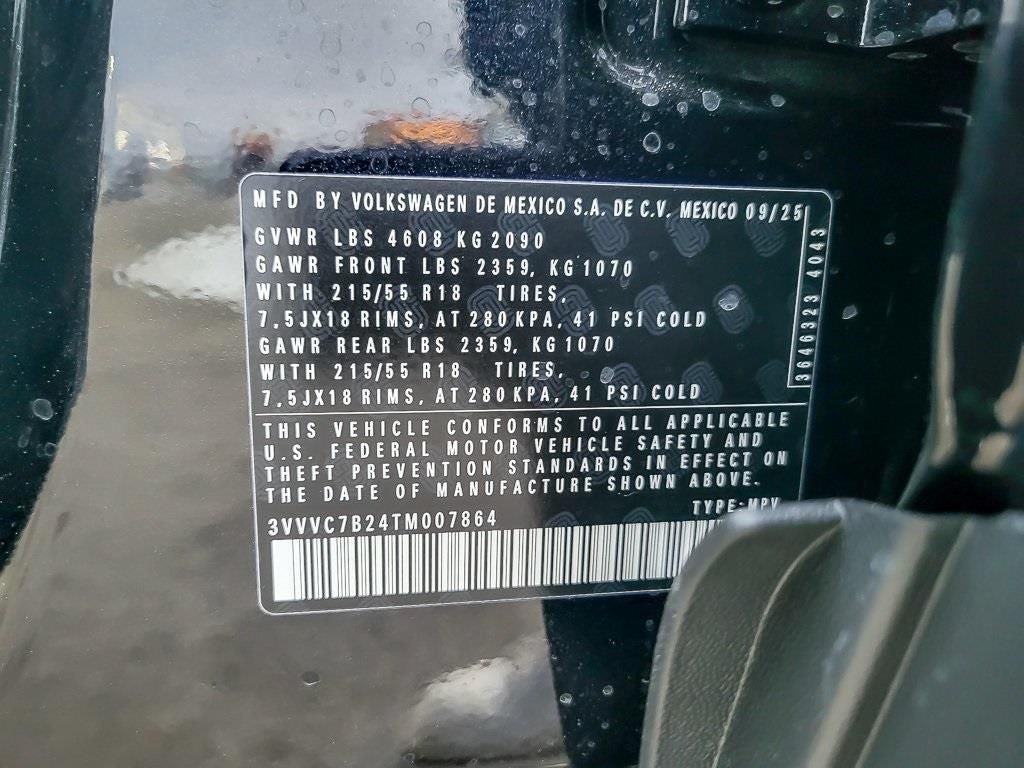 MFD BY VOLKSWAGEN DE MEXICO S.A. DE C.V. MEXICO 09/25
GVWR LBS 4608 KG 2090
GAWR FRONT LBS 2359, KG 1070
WITH 215/55 R18 TIRES,
7,5JX18 RIMS, AT 280 KPA, 41 PSI COLD
GAWR REAR LBS 2359, KG 1070
WITH 215/55 R18 TIRES,
7,5JX18 RIMS, AT 280 KPA, 41 PSI COLD
3646323 4043
THIS VEHICLE CONFORMS TO ALL APPLICABLE
U.S. FEDERAL MOTOR VEHICLE SAFETY AND
THEFT PREVENTION STANDARDS IN EFFECT ON
THE DATE OF MANUFACTURE SHOWN ABOVE.
TYPE:MPV
3VVVC7B24TM007864